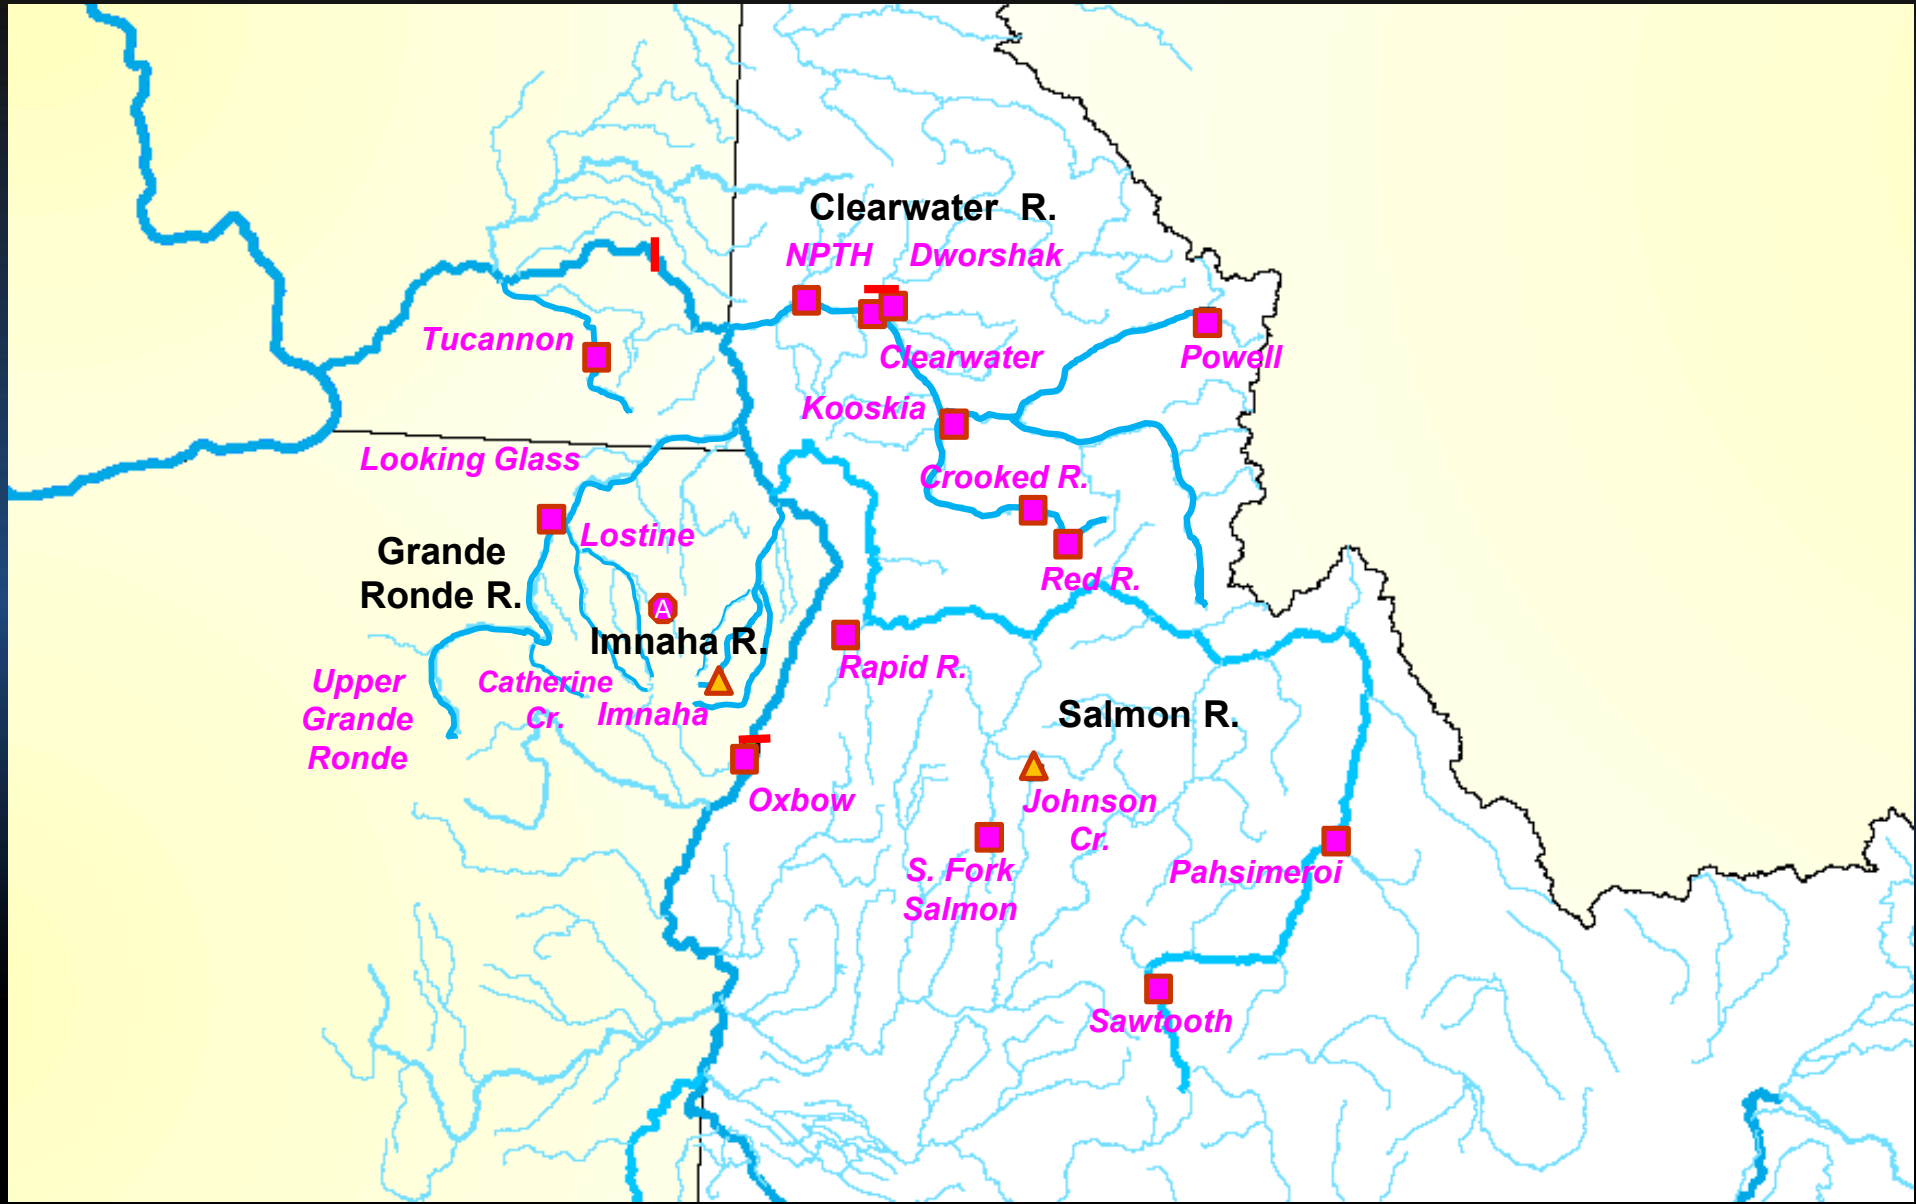 Clearwater R.
NPTH
Dworshak
Tucannon
Clearwater
Powell
Kooskia
Looking Glass
Crooked R.
Lostine
Grande
Ronde R.
Red R.
A
Imnaha R.
Rapid R.
Upper
Grande
Ronde
Catherine
Cr.
Imnaha
Salmon R.
Oxbow
Johnson
Cr.
S. Fork
Salmon
Pahsimeroi
Sawtooth